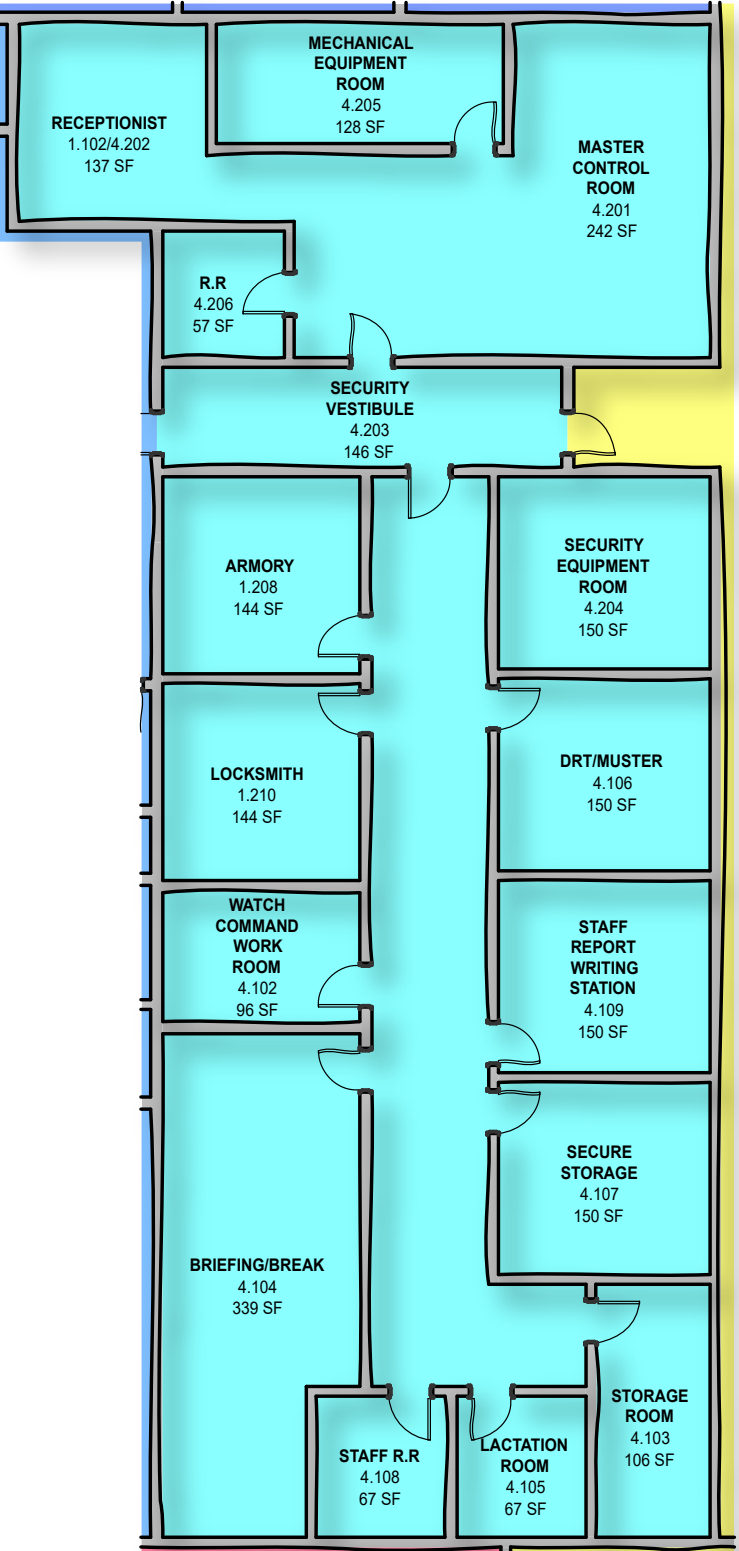 MECHANICAL
EQUIPMENT
ROOM
4.205
128 SF
RECEPTIONIST
1.102/4.202
137 SF
MASTER
CONTROL
ROOM
4.201
242 SF
R.R
4.206
57 SF
SECURITY
VESTIBULE
4.203
146 SF
ARMORY
1.208
144 SF
SECURITY
EQUIPMENT
ROOM
4.204
150 SF
LOCKSMITH
1.210
144 SF
DRT/MUSTER
4.106
150 SF
WATCH
COMMAND
WORK
ROOM
4.102
96 SF
STAFF
REPORT
WRITING
STATION
4.109
150 SF
SECURE
STORAGE
4.107
150 SF
BRIEFING/BREAK
4.104
339 SF
STORAGE
ROOM
4.103
106 SF
STAFF R.R
4.108
67 SF
LACTATION
ROOM
4.105
67 SF